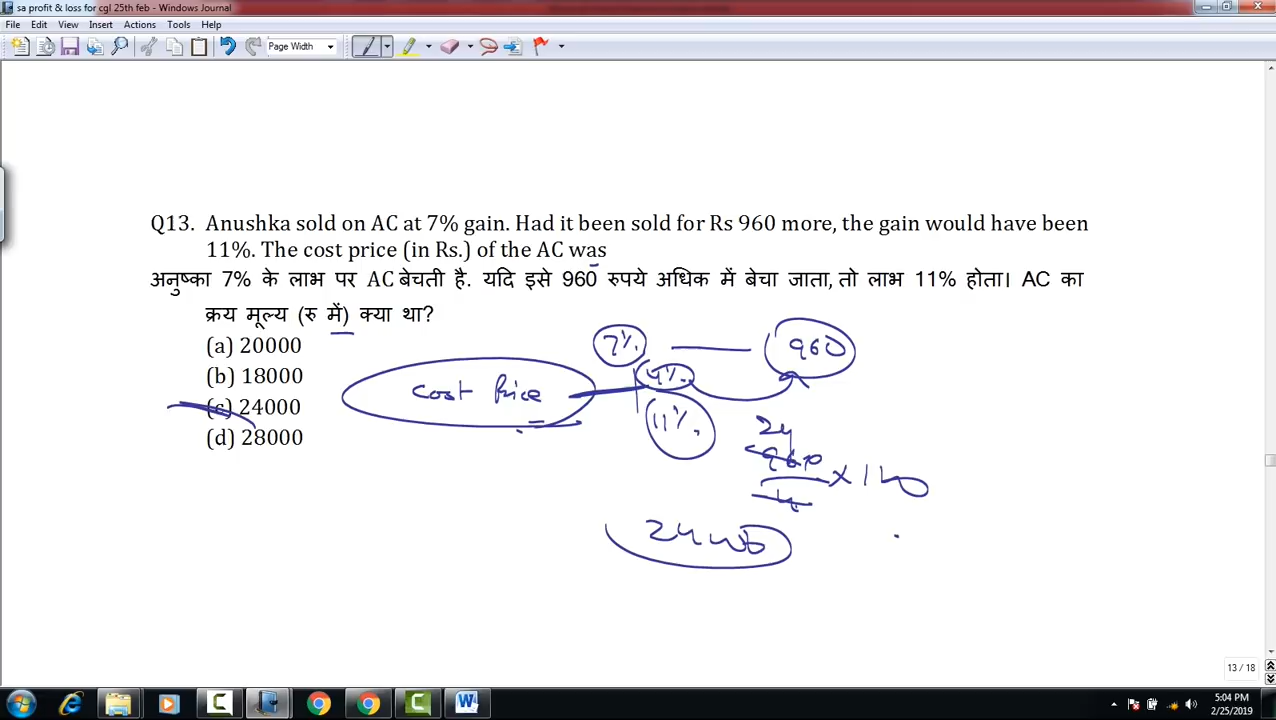 sa profit & loss for cgl 25th feb - Windows Journal
File Edit View Insert Actions Tools Help
Page Width
Q13. Anushka sold on AC at 7% gain. Had it been sold for Rs 960 more, the gain would have been
11%. The cost price (in Rs.) of the AC was
अनुष्का 7% के लाभ पर AC बेचती है. यदि इसे 960 रुपये अधिक में बेचा जाता, तो लाभ 11% होता। AC का
क्रय मूल्य (रु में) क्या था?
(a) 20000
(b) 18000
(c) 24000
(d) 28000
7% 960
cost Price 4%
11%
24
960
4
× 100
24000
13 / 18
5:04 PM
2/25/2019